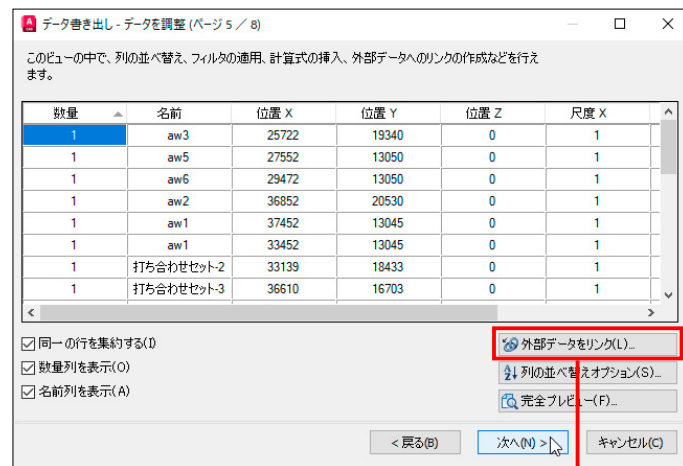 データ書き出し - データを調整 (ページ 5 ／ 8)
このビューの中で、列の並べ替え、フィルタの適用、計算式の挿入、外部データへのリンクの作成などを行え
ます。
数量 名前 位置 X 位置 Y 位置 Z 尺度 X
1 aw3 25722 19340 0 1
1 aw5 27552 13050 0 1
1 aw6 29472 13050 0 1
1 aw2 36852 20530 0 1
1 aw1 37452 13045 0 1
1 aw1 33452 13045 0 1
1 打ち合わせセット-2 33139 18433 0 1
1 打ち合わせセット-3 36610 16703 0 1
同一の行を集約する(I)
数量列を表示(O)
名前列を表示(A)
外部データをリンク(L)...
列の並べ替えオプション(S)...
完全プレビュー(F)...
< 戻る(B)
次へ(N) >
キャンセル(C)